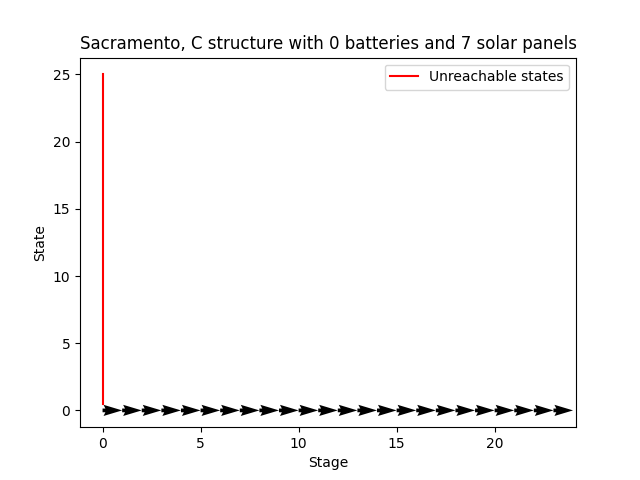 Sacramento, C structure with 0 batteries and 7 solar panels
Unreachable states
25
20
15
10
5
0
State
0 5 10 15 20
Stage